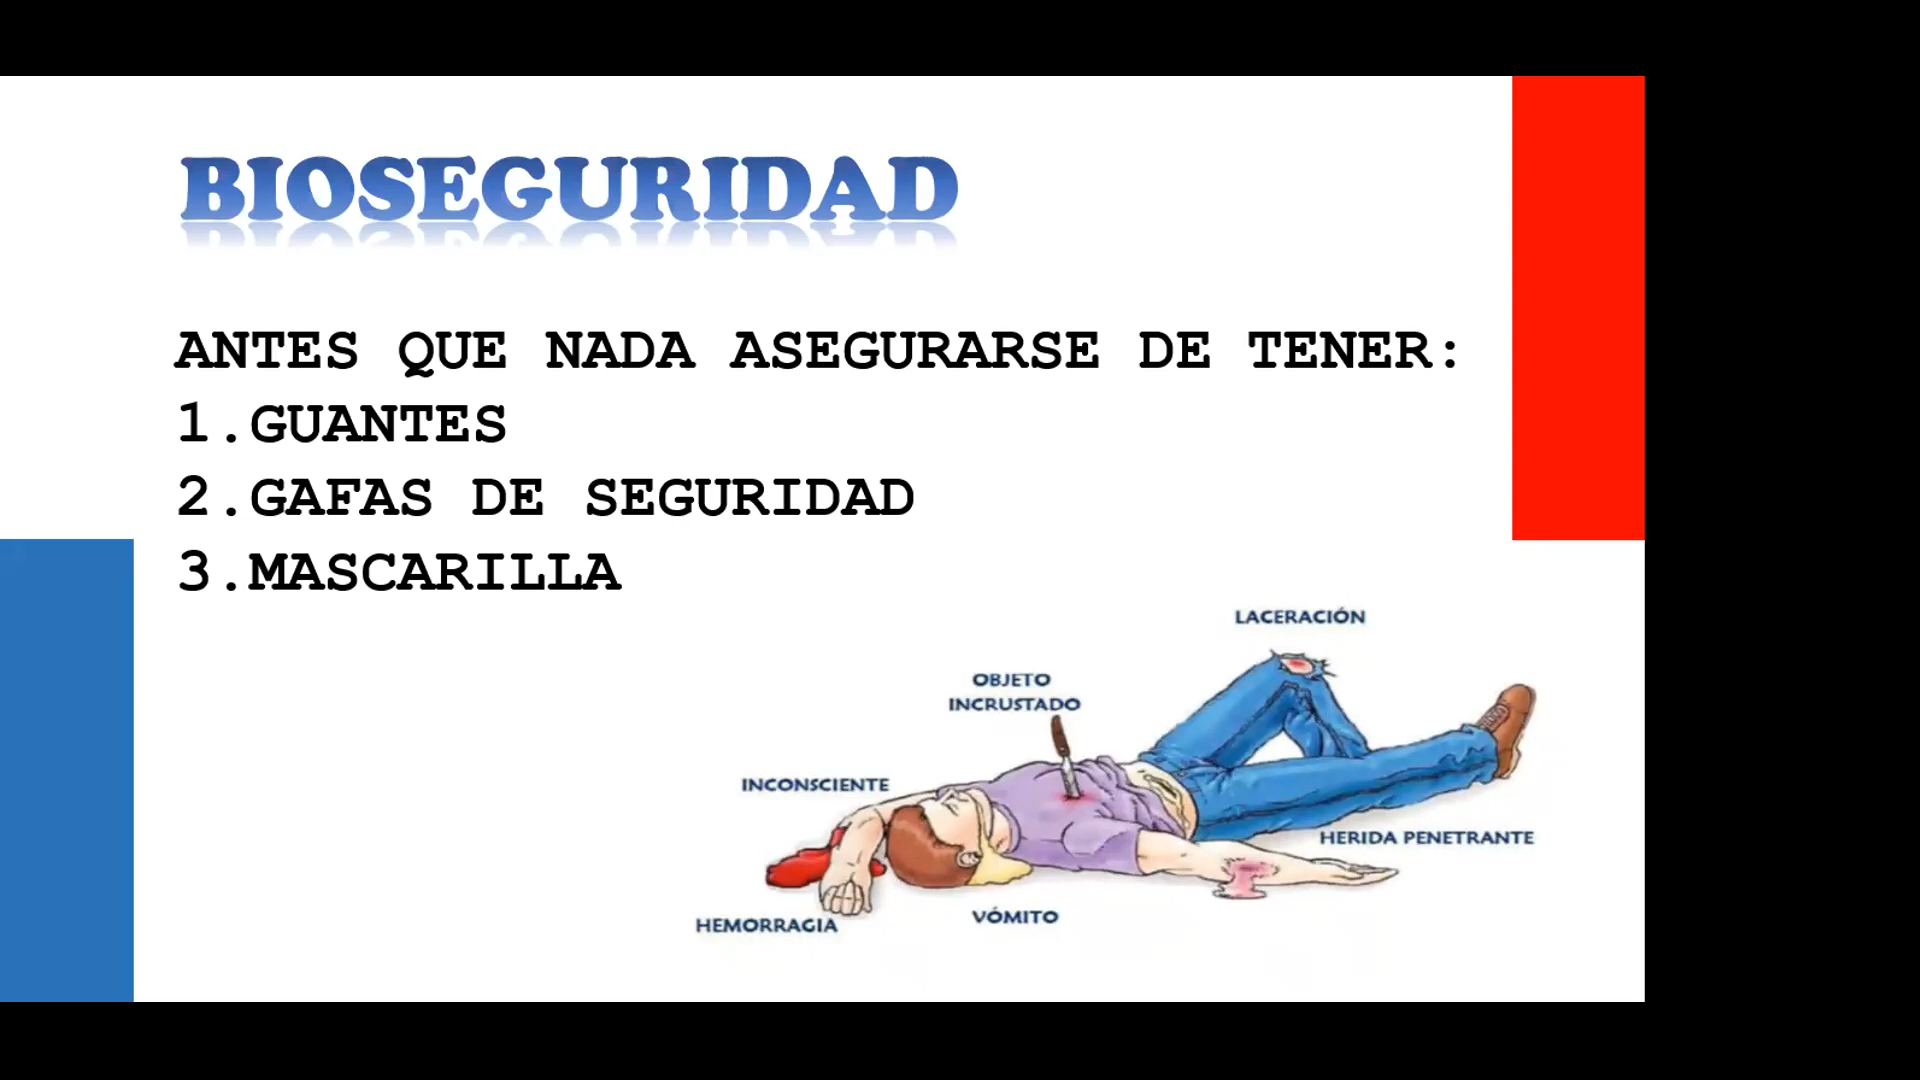 BIOSEGURIDAD
ANTES QUE NADA ASEGURARSE DE TENER:
1.GUANTES
2.GAFAS DE SEGURIDAD
3.MASCARILLA
LACERACIÓN
OBJETO
INCRUSTADO
INCONSCIENTE
HERIDA PENETRANTE
HEMORRAGIA
VÓMITO